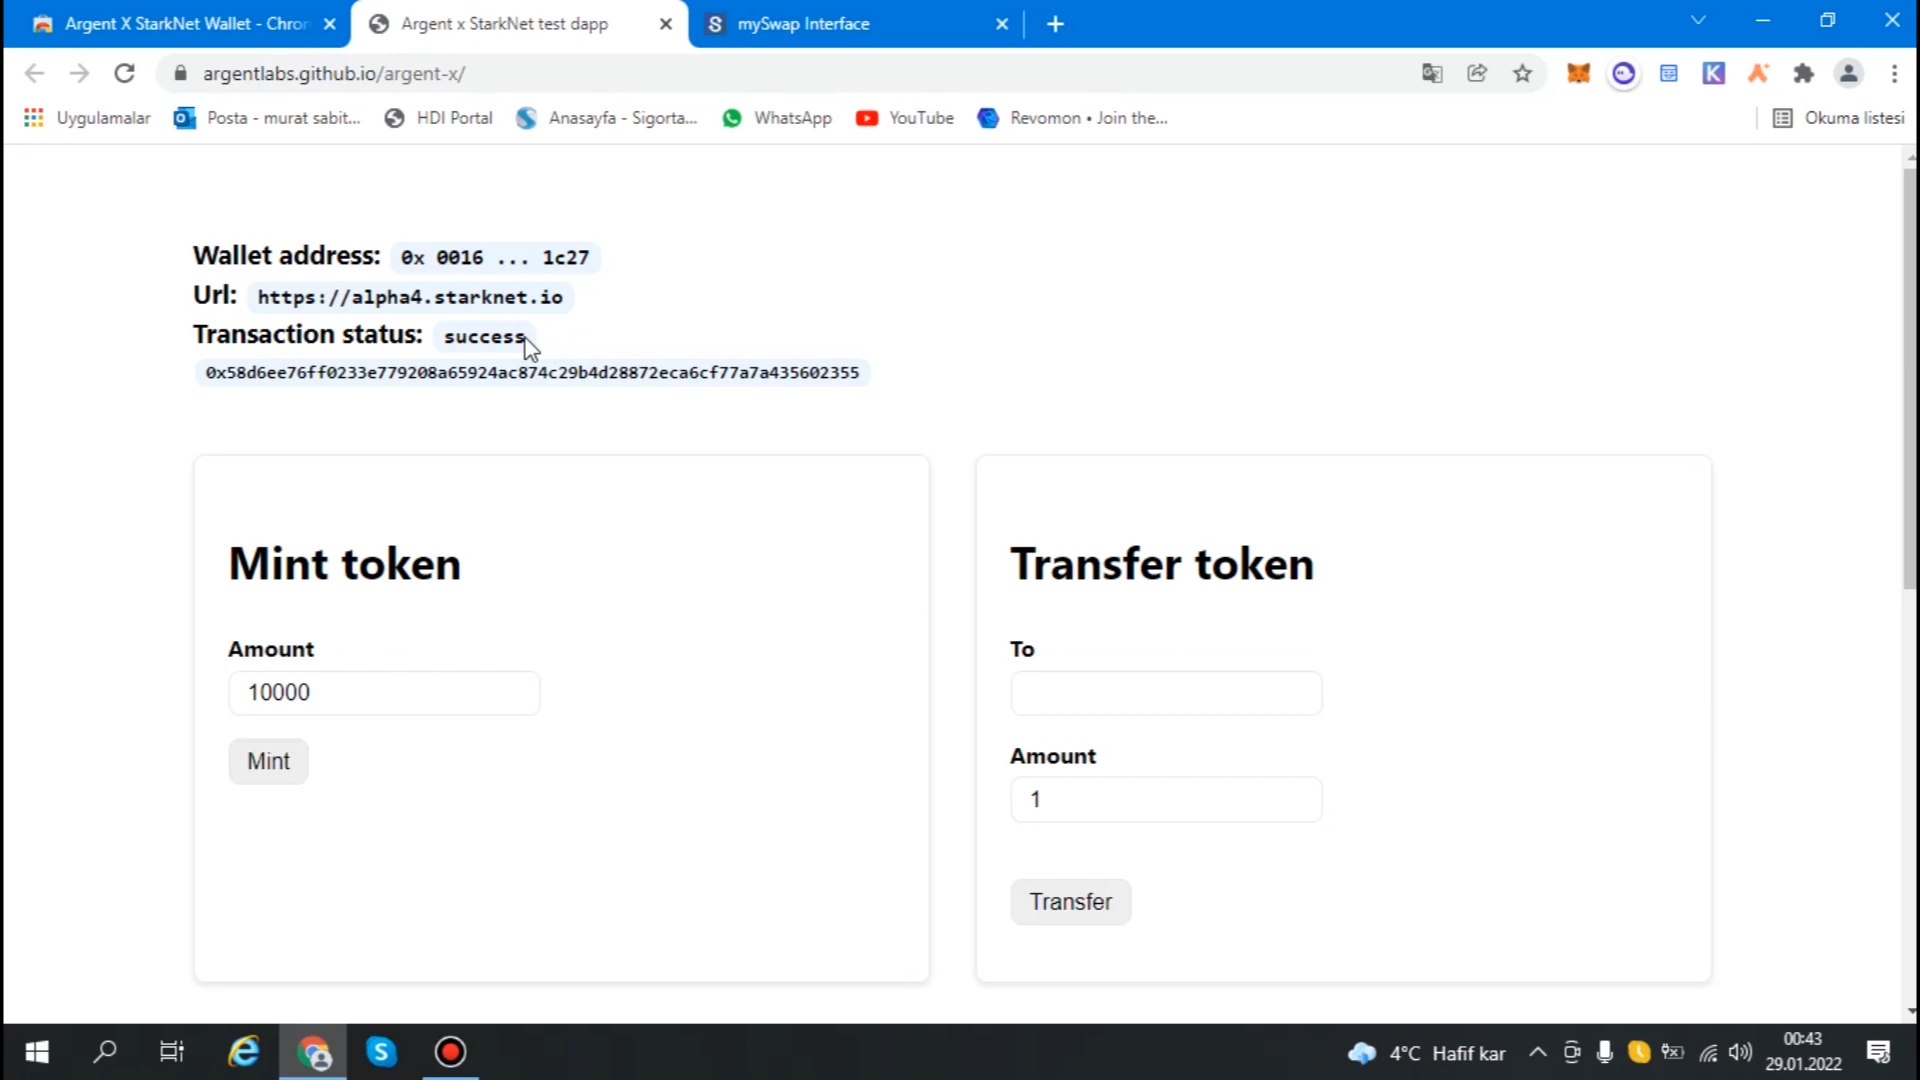 Argent X StarkNet Wallet - Chron
Argent x StarkNet test dapp
mySwap Interface
argentlabs.github.io/argent-x/
Uygulamalar
Posta - murat sabit...
HDI Portal
Anasayfa - Sigorta...
WhatsApp
YouTube
Revomon • Join the...
Okuma listesi
Wallet address: 0x 0016 ... 1c27
Url: https://alpha4.starknet.io
Transaction status: success
0x58d6ee76ff0233e779208a65924ac874c29b4d28872eca6cf77a7a435602355
Mint token
Amount
10000
Mint
Transfer token
To
Amount
1
Transfer
4°C Hafif kar
00:43
29.01.2022